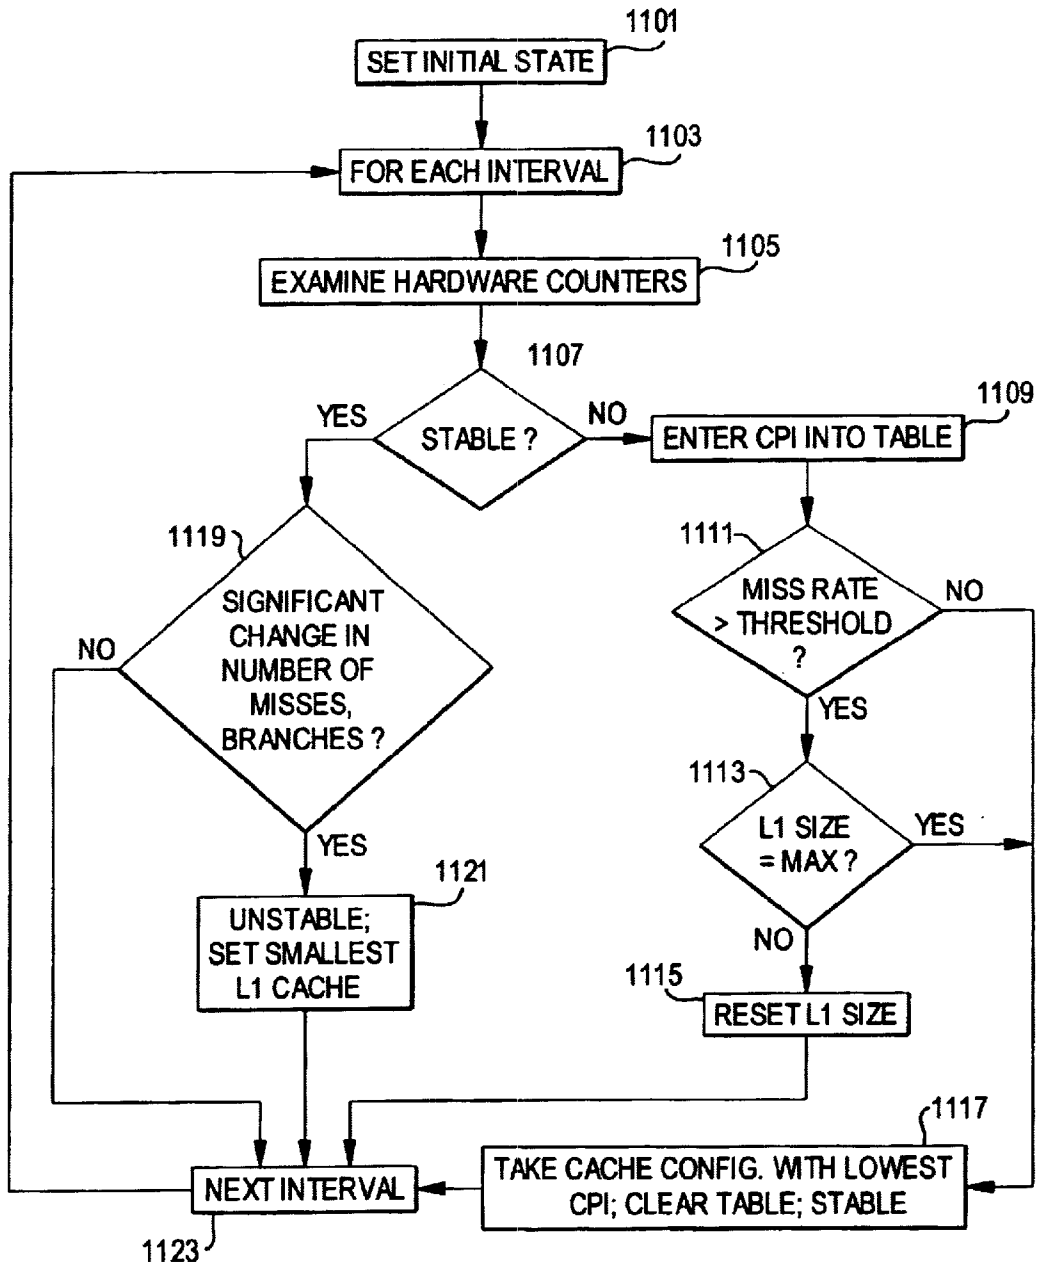 1101
SET INITIAL STATE
1103
FOR EACH INTERVAL
1105
EXAMINE HARDWARE COUNTERS
1107
STABLE ?
YES
NO
1109
ENTER CPI INTO TABLE
1119
SIGNIFICANT
CHANGE IN
NUMBER OF
MISSES,
BRANCHES ?
NO
YES
1111
MISS RATE
> THRESHOLD
?
NO
YES
1113
L1 SIZE
= MAX ?
YES
NO
1121
UNSTABLE;
SET SMALLEST
L1 CACHE
1115
RESET L1 SIZE
1117
TAKE CACHE CONFIG. WITH LOWEST
CPI; CLEAR TABLE; STABLE
NEXT INTERVAL
1123